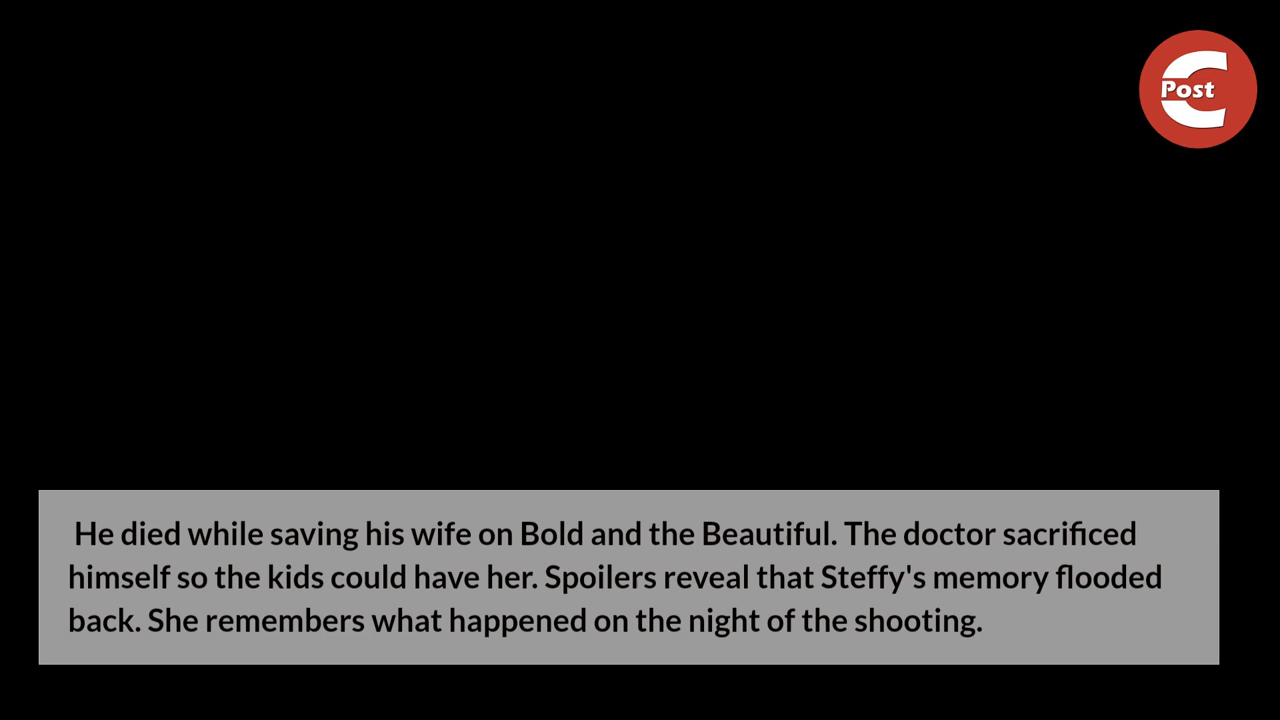 Post
He died while saving his wife on Bold and the Beautiful. The doctor sacrificed
himself so the kids could have her. Spoilers reveal that Steffy's memory flooded
back. She remembers what happened on the night of the shooting.